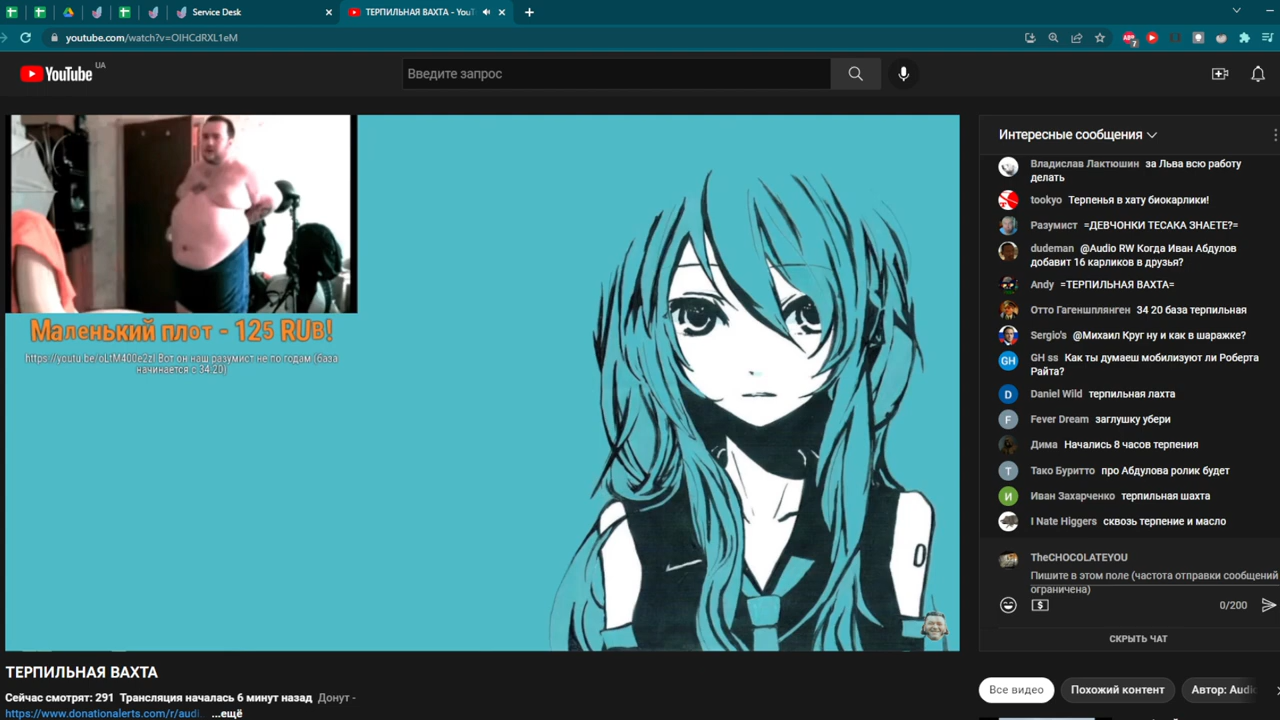 Service Desk
ТЕРПИЛЬНАЯ ВАХТА - YouT
youtube.com/watch?v=OIHCdRXL1eM
7
YouTube UA
Введите запрос
Интересные сообщения
Владислав Лактюшин за Льва всю работу
делать
tookyo Терпенья в хату биокарлики!
Разумист =ДЕВЧОНКИ ТЕСАКА ЗНАЕТЕ?=
dudeman @Audio RW Когда Иван Абдулов
добавит 16 карликов в друзья?
Andy =ТЕРПИЛЬНАЯ ВАХТА=
Отто Гагеншплянген 34 20 база терпильная
Sergio's @Михаил Круг ну и как в шаражке?
GH
GH ss Как ты думаеш мобилизуют ли Роберта
Райта?
D
Daniel Wild терпильная лахта
F
Fever Dream заглушку убери
Дима Начались 8 часов терпения
T
Тако Буритто про Абдулова ролик будет
И
Иван Захарченко терпильная шахта
I Nate Higgers сквозь терпение и масло
TheCHOCOLATEYOU
Пишите в этом поле (частота отправки сообщений
ограничена)
$
0/200
СКРЫТЬ ЧАТ
Маленький плот - 125 RUB!
https://youtu.be/oLtM400e2zI Вот он наш разумист не по годам (база
начинается с 34.20)
0
ТЕРПИЛЬНАЯ ВАХТА
Сейчас смотрят: 291 Трансляция началась 6 минут назад Донут -
https://www.donationalerts.com/r/audi... ...ещё
Все видео
Похожий контент
Автор: Audio